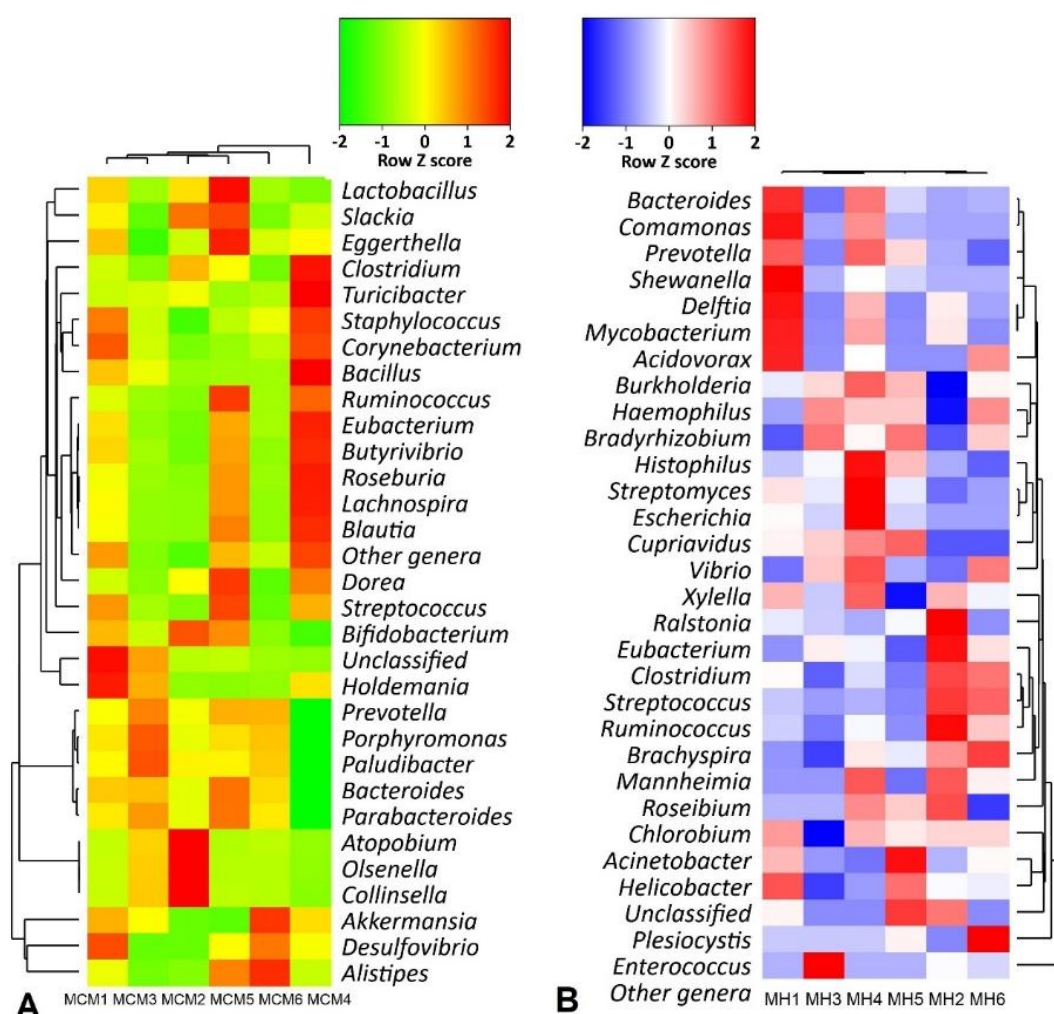 -2 -1 0 1 2
Row Z score
-2 -1 0 1 2
Row Z score
Lactobacillus
Slackia
Eggerthella
Clostridium
Turicibacter
Staphylococcus
Corynebacterium
Bacillus
Ruminococcus
Eubacterium
Butyrivibrio
Roseburia
Lachnospira
Blautia
Other genera
Dorea
Streptococcus
Bifidobacterium
Unclassified
Holdemania
Prevotella
Porphyromonas
Paludibacter
Bacteroides
Parabacteroides
Atopobium
Olsenella
Collinsella
Akkermansia
Desulfovibrio
Alistipes
A MCM1 MCM3 MCM2 MCM5 MCM6 MCM4
Bacteroides
Comamonas
Prevotella
Shewanella
Delftia
Mycobacterium
Acidovorax
Burkholderia
Haemophilus
Bradyrhizobium
Histophilus
Streptomyces
Escherichia
Cupriavidus
Vibrio
Xylella
Ralstonia
Eubacterium
Clostridium
Streptococcus
Ruminococcus
Brachyspira
Mannheimia
Roseibium
Chlorobium
Acinetobacter
Helicobacter
Unclassified
Plesiocystis
Enterococcus
Other genera
B MH1 MH3 MH4 MH5 MH2 MH6